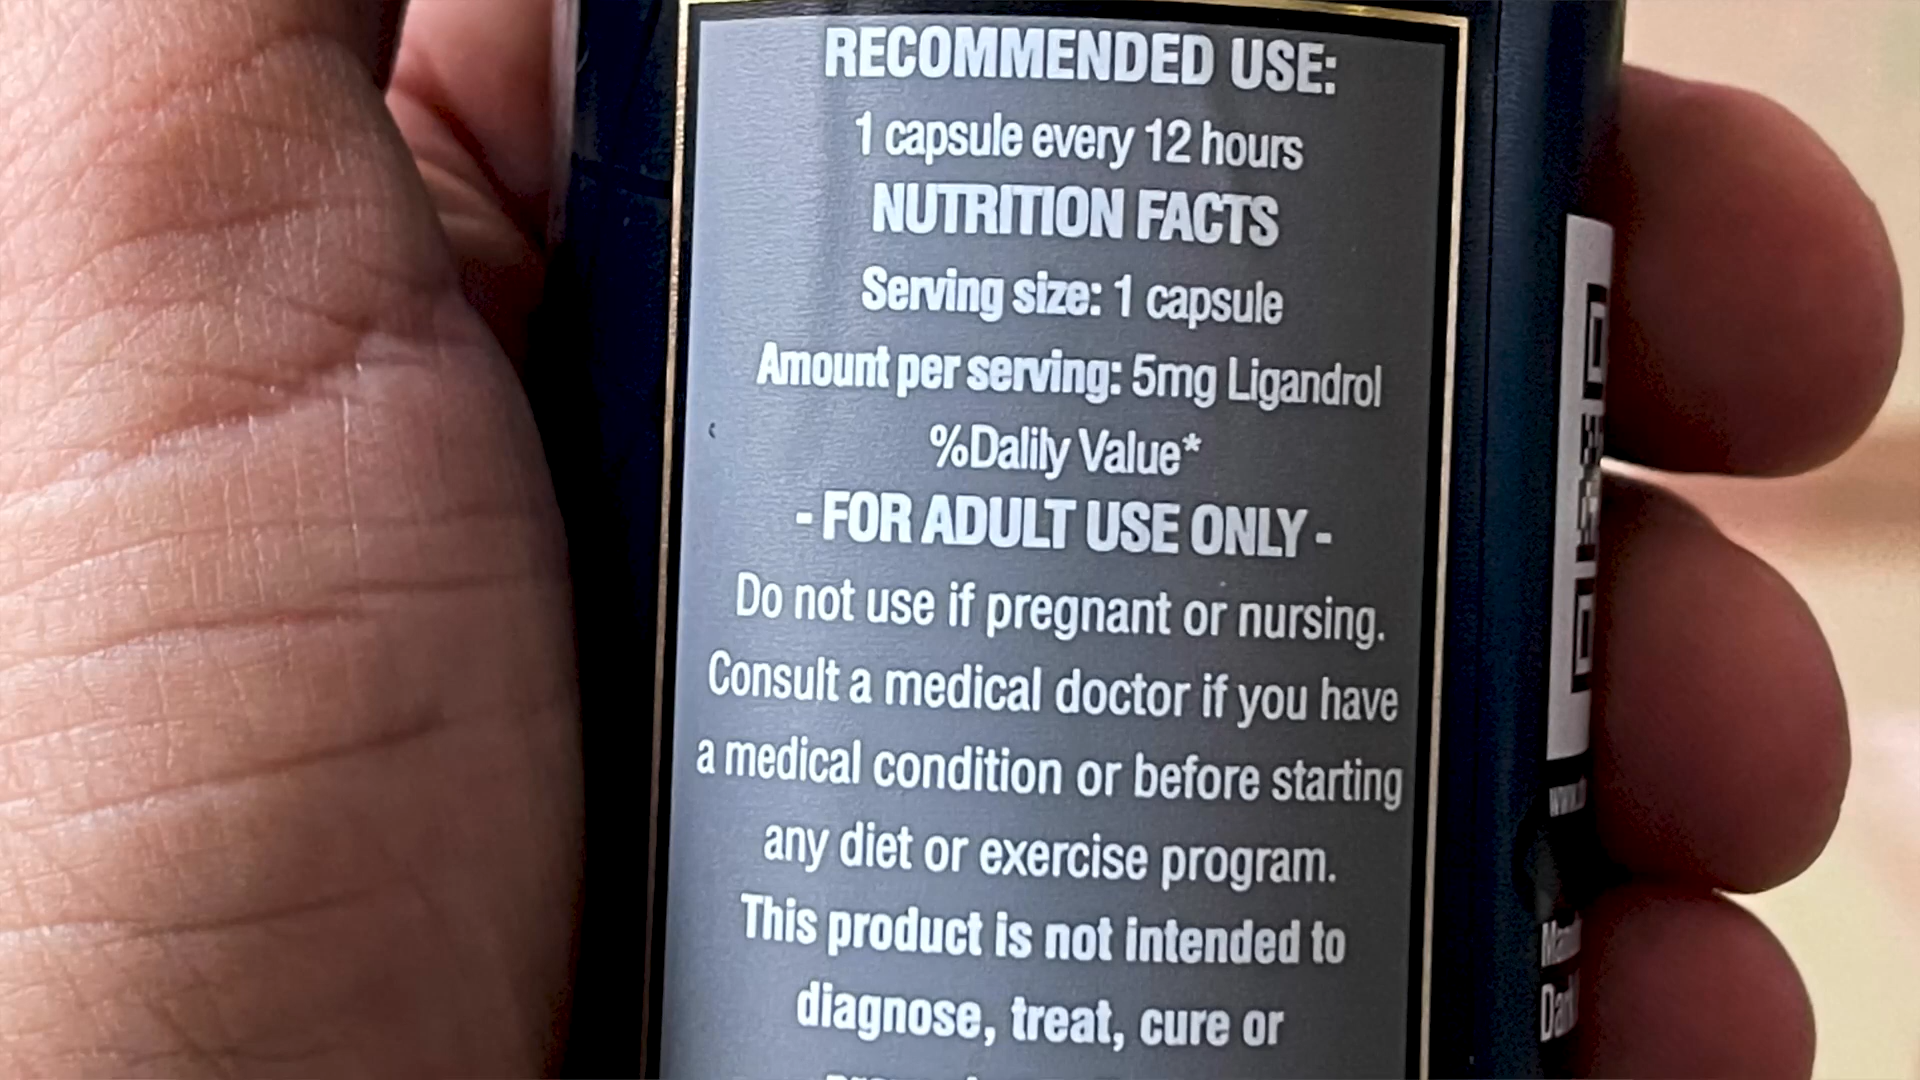 RECOMMENDED USE:
1 capsule every 12 hours
NUTRITION FACTS
Serving size: 1 capsule
Amount per serving: 5mg Ligandrol
%Dalily Value*
- FOR ADULT USE ONLY -
Do not use if pregnant or nursing.
Consult a medical doctor if you have
a medical condition or before starting
any diet or exercise program.
This product is not intended to
diagnose, treat, cure or